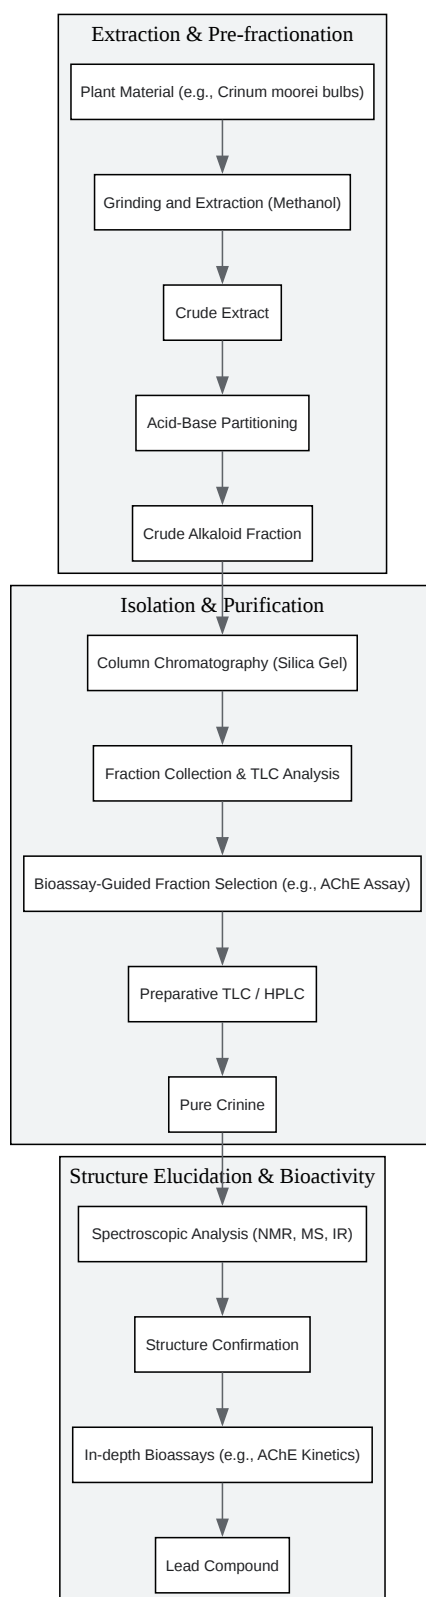 Extraction & Pre-fractionation
Plant Material (e.g., Crinum moorei bulbs)
Grinding and Extraction (Methanol)
Crude Extract
Acid-Base Partitioning
Crude Alkaloid Fraction
Isolation & Purification
Column Chromatography (Silica Gel)
Fraction Collection & TLC Analysis
Bioassay-Guided Fraction Selection (e.g., AChE Assay)
Preparative TLC / HPLC
Pure Crinine
Structure Elucidation & Bioactivity
Spectroscopic Analysis (NMR, MS, IR)
Structure Confirmation
In-depth Bioassays (e.g., AChE Kinetics)
Lead Compound